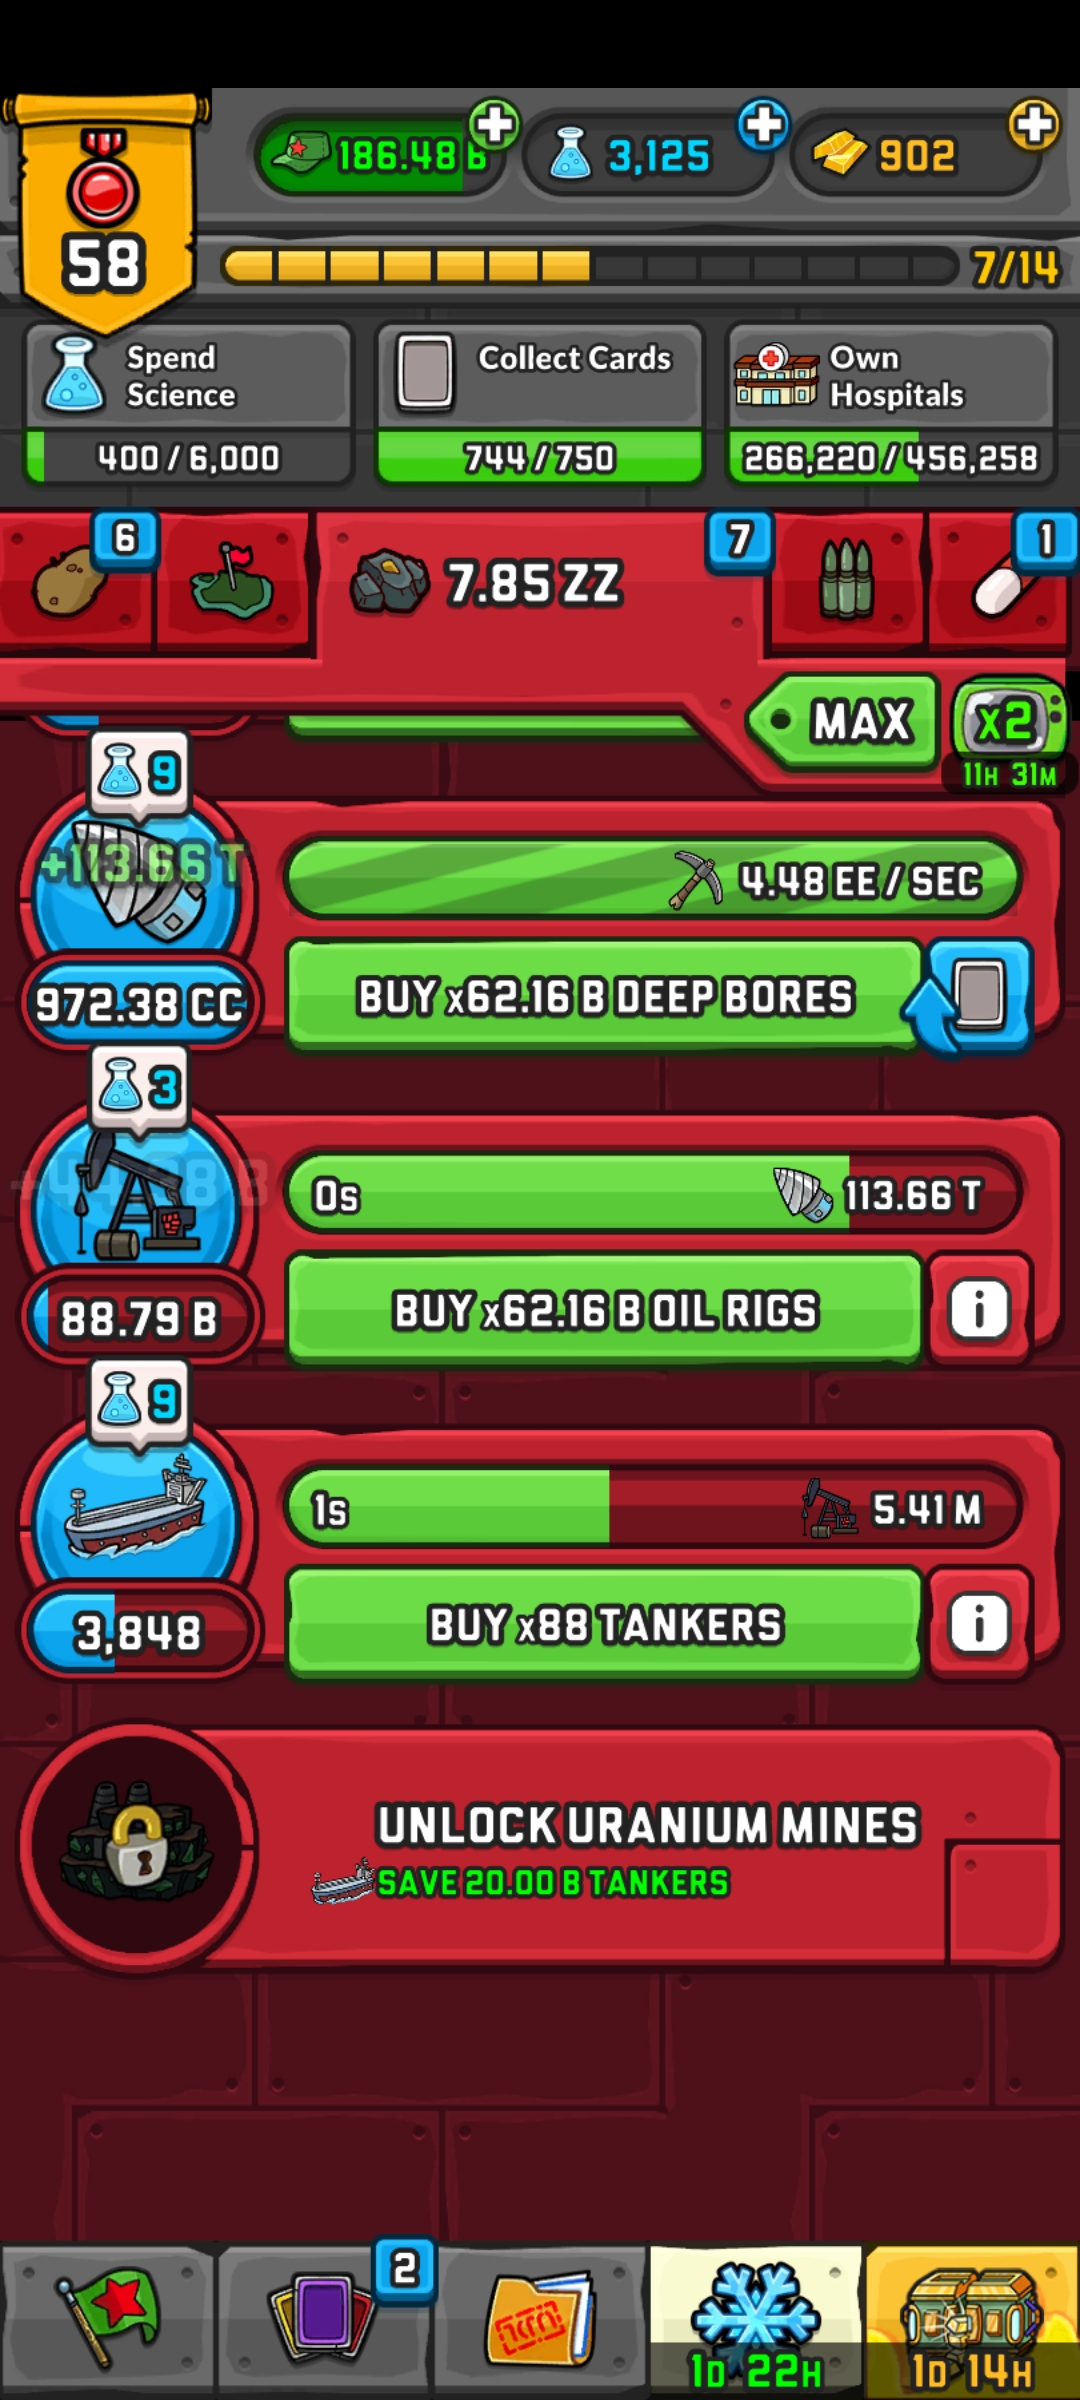 186.48 B
3,125
902
58
7/14
Spend
Science
400 / 6,000
Collect Cards
744 / 750
Own
Hospitals
266,220 / 456,258
6
7.85 ZZ
7
1
MAX
x2
11H 31M
9
+113.66 T
4.48 EE / SEC
972.38 CC
BUY x62.16 B DEEP BORES
3
0s
113.66 T
88.79 B
BUY x62.16 B OIL RIGS
i
9
1s
5.41 M
3,848
BUY x88 TANKERS
i
UNLOCK URANIUM MINES
SAVE 20.00 B TANKERS
2
1D 22H
1D 14H